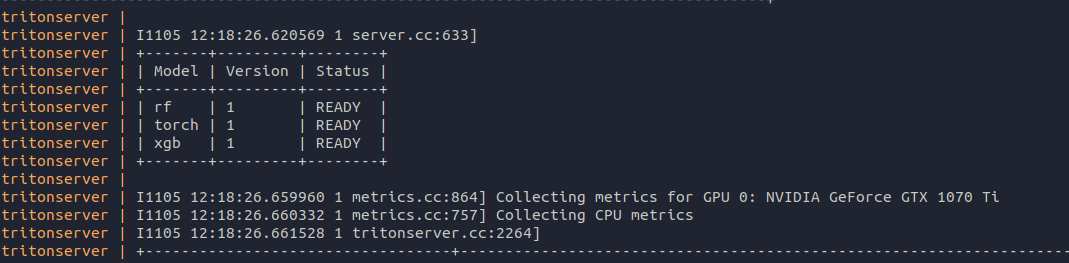 -----------------------------------------------------------------------------+
tritonserver |
tritonserver | I1105 12:18:26.620569 1 server.cc:633]
tritonserver | +-------+---------+--------+
tritonserver | | Model | Version | Status |
tritonserver | +-------+---------+--------+
tritonserver | | rf    | 1       | READY  |
tritonserver | | torch | 1       | READY  |
tritonserver | | xgb   | 1       | READY  |
tritonserver | +-------+---------+--------+
tritonserver |
tritonserver | I1105 12:18:26.659960 1 metrics.cc:864] Collecting metrics for GPU 0: NVIDIA GeForce GTX 1070 Ti
tritonserver | I1105 12:18:26.660332 1 metrics.cc:757] Collecting CPU metrics
tritonserver | I1105 12:18:26.661528 1 tritonserver.cc:2264]
tritonserver | +----------------------------------+--------------------------------------------------------------------